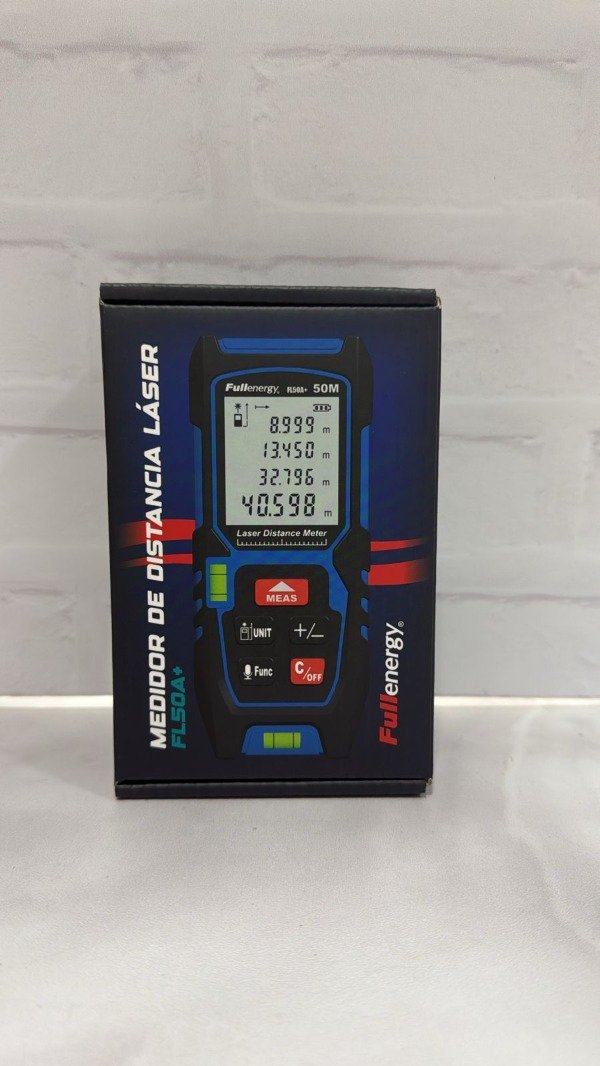 MEDIDOR DE DISTANCIA LÁSER
FL50A+
Fullenergy® FL50A+ 50M
8.999 m
13.450 m
32.796 m
40.598 m
Laser Distance Meter
MEAS
UNIT
+/-
Func
C/OFF
Fullenergy®